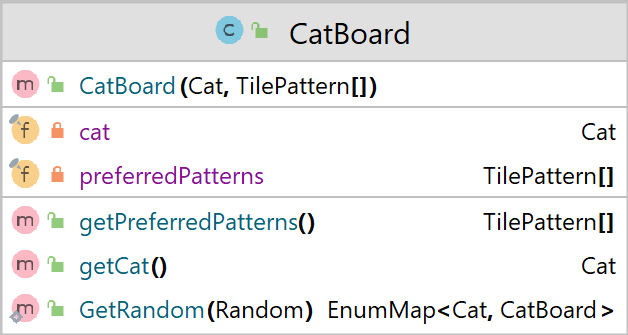 C CatBoard
m CatBoard(Cat, TilePattern[])
f cat Cat
f preferredPatterns TilePattern[]
m getPreferredPatterns() TilePattern[]
m getCat() Cat
m GetRandom(Random) EnumMap<Cat, CatBoard>